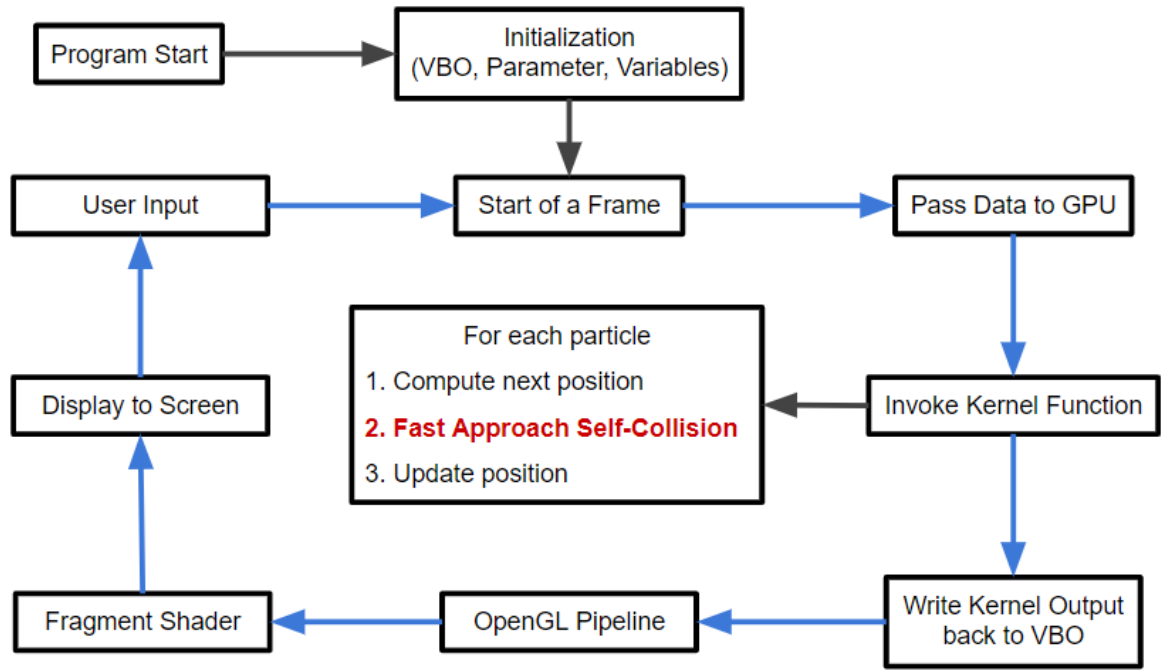 Program Start
Initialization
(VBO, Parameter, Variables)
User Input
Start of a Frame
Pass Data to GPU
For each particle
1. Compute next position
2. Fast Approach Self-Collision
3. Update position
Display to Screen
Invoke Kernel Function
Fragment Shader
OpenGL Pipeline
Write Kernel Output
back to VBO